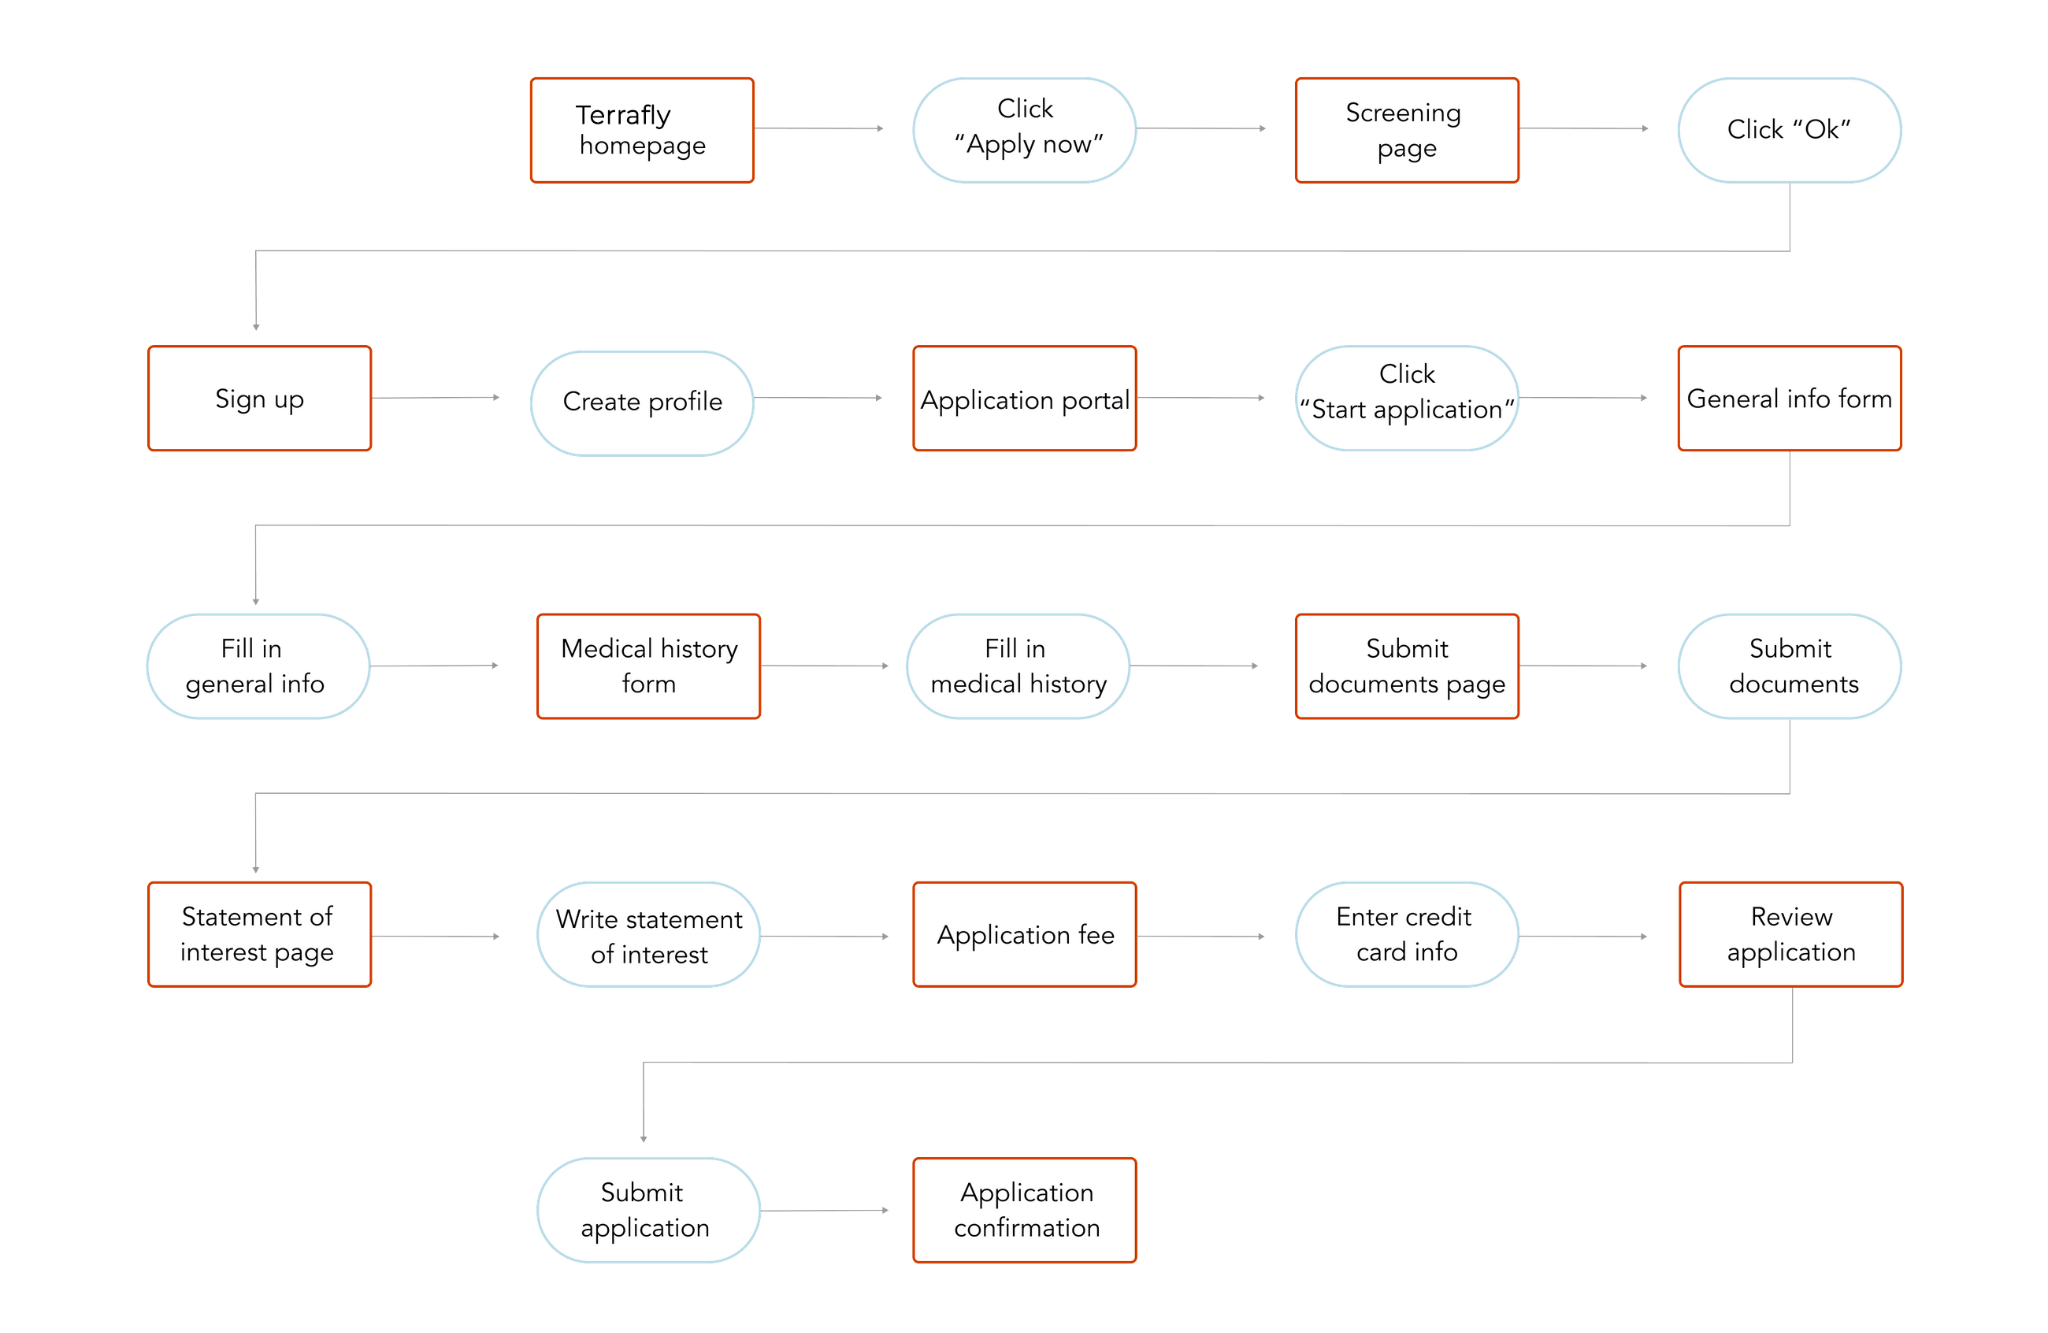 Terrafly
homepage
Click
“Apply now”
Screening
page
Click “Ok”
Sign up
Create profile
Application portal
Click
“Start application”
General info form
Fill in
general info
Medical history
form
Fill in
medical history
Submit
documents page
Submit
documents
Statement of
interest page
Write statement
of interest
Application fee
Enter credit
card info
Review
application
Submit
application
Application
confirmation